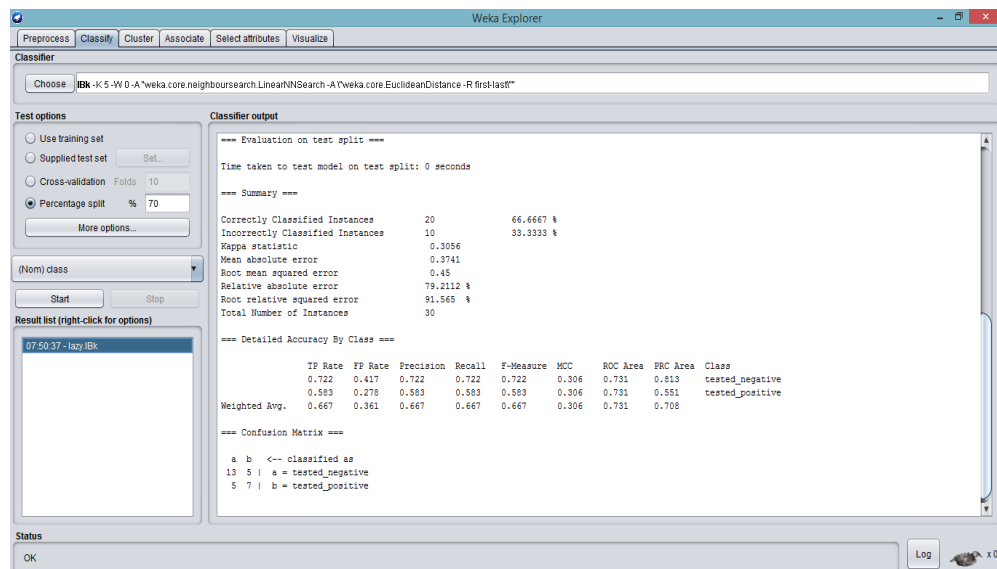 Weka Explorer
Preprocess Classify Cluster Associate Select attributes Visualize
Classifier
Choose IBk -K 5 -W 0 -A "weka.core.neighboursearch.LinearNNSearch -A \"weka.core.EuclideanDistance -R first-last\""
Test options
Use training set
Supplied test set Set...
Cross-validation Folds 10
Percentage split % 70
More options...
(Nom) class
Start Stop
Result list (right-click for options)
07:50:37 - lazy.IBk
Classifier output
=== Evaluation on test split ===
Time taken to test model on test split: 0 seconds
=== Summary ===
Correctly Classified Instances 20 66.6667 %
Incorrectly Classified Instances 10 33.3333 %
Kappa statistic 0.3056
Mean absolute error 0.3741
Root mean squared error 0.45
Relative absolute error 79.2112 %
Root relative squared error 91.565 %
Total Number of Instances 30
=== Detailed Accuracy By Class ===
TP Rate FP Rate Precision Recall F-Measure MCC ROC Area PRC Area Class
0.722 0.417 0.722 0.722 0.722 0.306 0.731 0.813 tested_negative
0.583 0.278 0.583 0.583 0.583 0.306 0.731 0.551 tested_positive
Weighted Avg. 0.667 0.361 0.667 0.667 0.667 0.306 0.731 0.708
=== Confusion Matrix ===
a b <-- classified as
13 5 | a = tested_negative
5 7 | b = tested_positive
Status
OK
Log
x 0